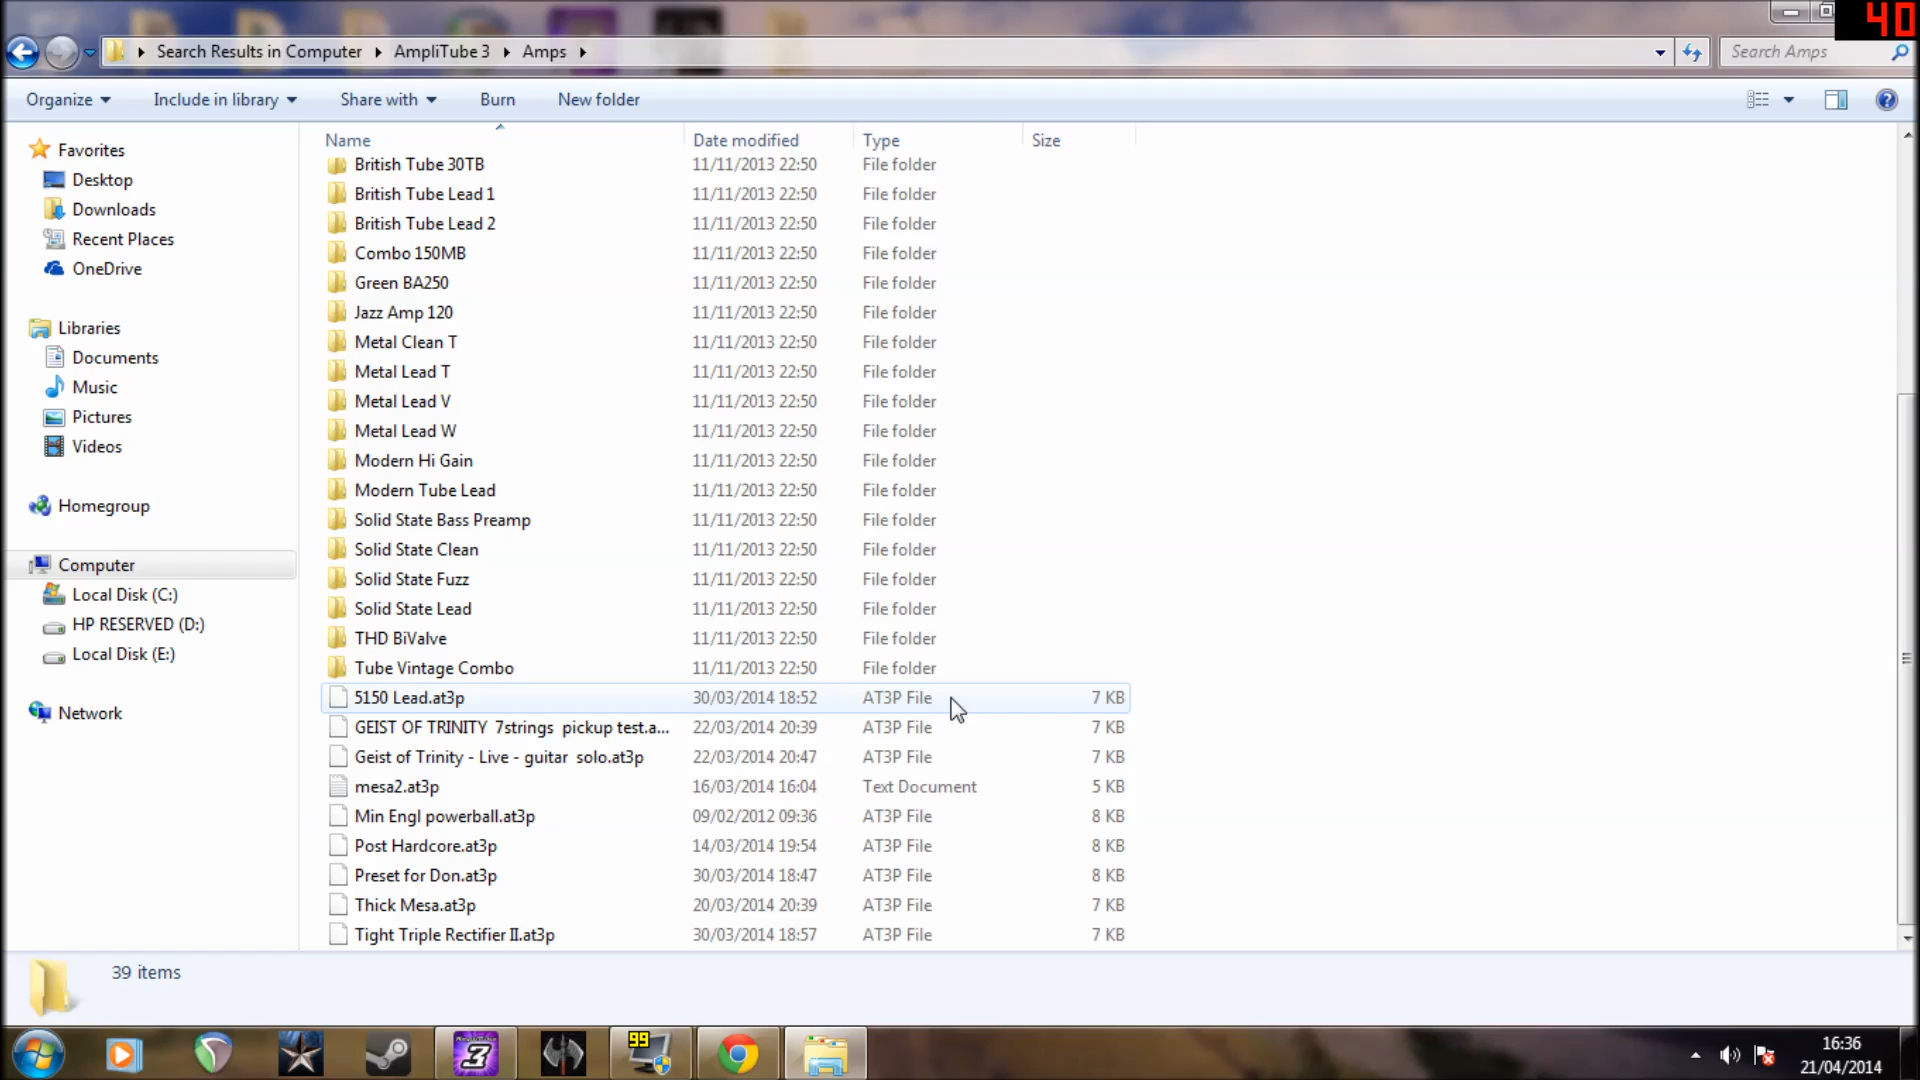 40
Search Results in Computer AmpliTube 3 Amps
Search Amps
Organize Include in library Share with Burn New folder
Name Date modified Type Size
Favorites
Desktop
Downloads
Recent Places
OneDrive
Libraries
Documents
Music
Pictures
Videos
Homegroup
Computer
Local Disk (C:)
HP RESERVED (D:)
Local Disk (E:)
Network
British Tube 30TB 11/11/2013 22:50 File folder
British Tube Lead 1 11/11/2013 22:50 File folder
British Tube Lead 2 11/11/2013 22:50 File folder
Combo 150MB 11/11/2013 22:50 File folder
Green BA250 11/11/2013 22:50 File folder
Jazz Amp 120 11/11/2013 22:50 File folder
Metal Clean T 11/11/2013 22:50 File folder
Metal Lead T 11/11/2013 22:50 File folder
Metal Lead V 11/11/2013 22:50 File folder
Metal Lead W 11/11/2013 22:50 File folder
Modern Hi Gain 11/11/2013 22:50 File folder
Modern Tube Lead 11/11/2013 22:50 File folder
Solid State Bass Preamp 11/11/2013 22:50 File folder
Solid State Clean 11/11/2013 22:50 File folder
Solid State Fuzz 11/11/2013 22:50 File folder
Solid State Lead 11/11/2013 22:50 File folder
THD BiValve 11/11/2013 22:50 File folder
Tube Vintage Combo 11/11/2013 22:50 File folder
5150 Lead.at3p 30/03/2014 18:52 AT3P File 7 KB
GEIST OF TRINITY 7strings pickup test.a... 22/03/2014 20:39 AT3P File 7 KB
Geist of Trinity - Live - guitar solo.at3p 22/03/2014 20:47 AT3P File 7 KB
mesa2.at3p 16/03/2014 16:04 Text Document 5 KB
Min Engl powerball.at3p 09/02/2012 09:36 AT3P File 8 KB
Post Hardcore.at3p 14/03/2014 19:54 AT3P File 8 KB
Preset for Don.at3p 30/03/2014 18:47 AT3P File 8 KB
Thick Mesa.at3p 20/03/2014 20:39 AT3P File 7 KB
Tight Triple Rectifier II.at3p 30/03/2014 18:57 AT3P File 7 KB
39 items
3
99
16:36
21/04/2014